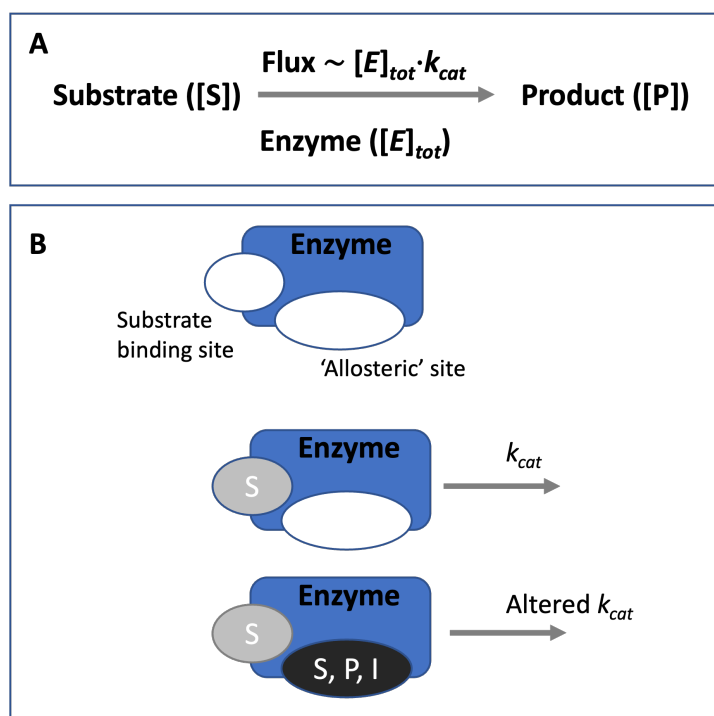 A
Flux ~ [E]tot·kcat
Substrate ([S])
Product ([P])
Enzyme ([E]tot)
B
Enzyme
Substrate
binding site
‘Allosteric’ site
Enzyme
kcat
S
Enzyme
Altered kcat
S
S, P, I